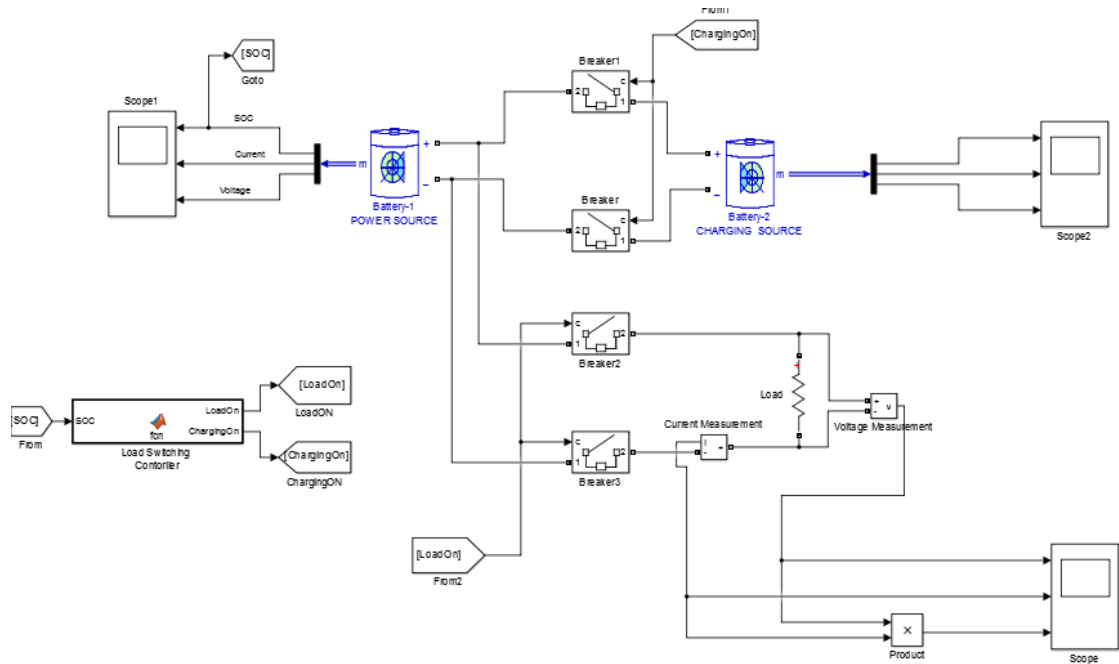 From1
[ChargingOn]
[SOC]
Goto
Breaker1
c
2
1
Scope1
SOC
Current
Voltage
+
−
m
Battery-1
POWER SOURCE
+
−
m
Battery-2
CHARGING SOURCE
Scope2
Breaker
c
2
1
c
1
2
Breaker2
[LoadOn]
LoadON
[SOC]
From
SOC
LoadOn
ChargingOn
fcn
Load Switching
Contorller
[ChargingOn]
ChargingON
+
Load
+
-
v
Voltage Measurement
Current Measurement
i
+
-
c
1
2
Breaker3
[LoadOn]
From2
×
Product
Scope